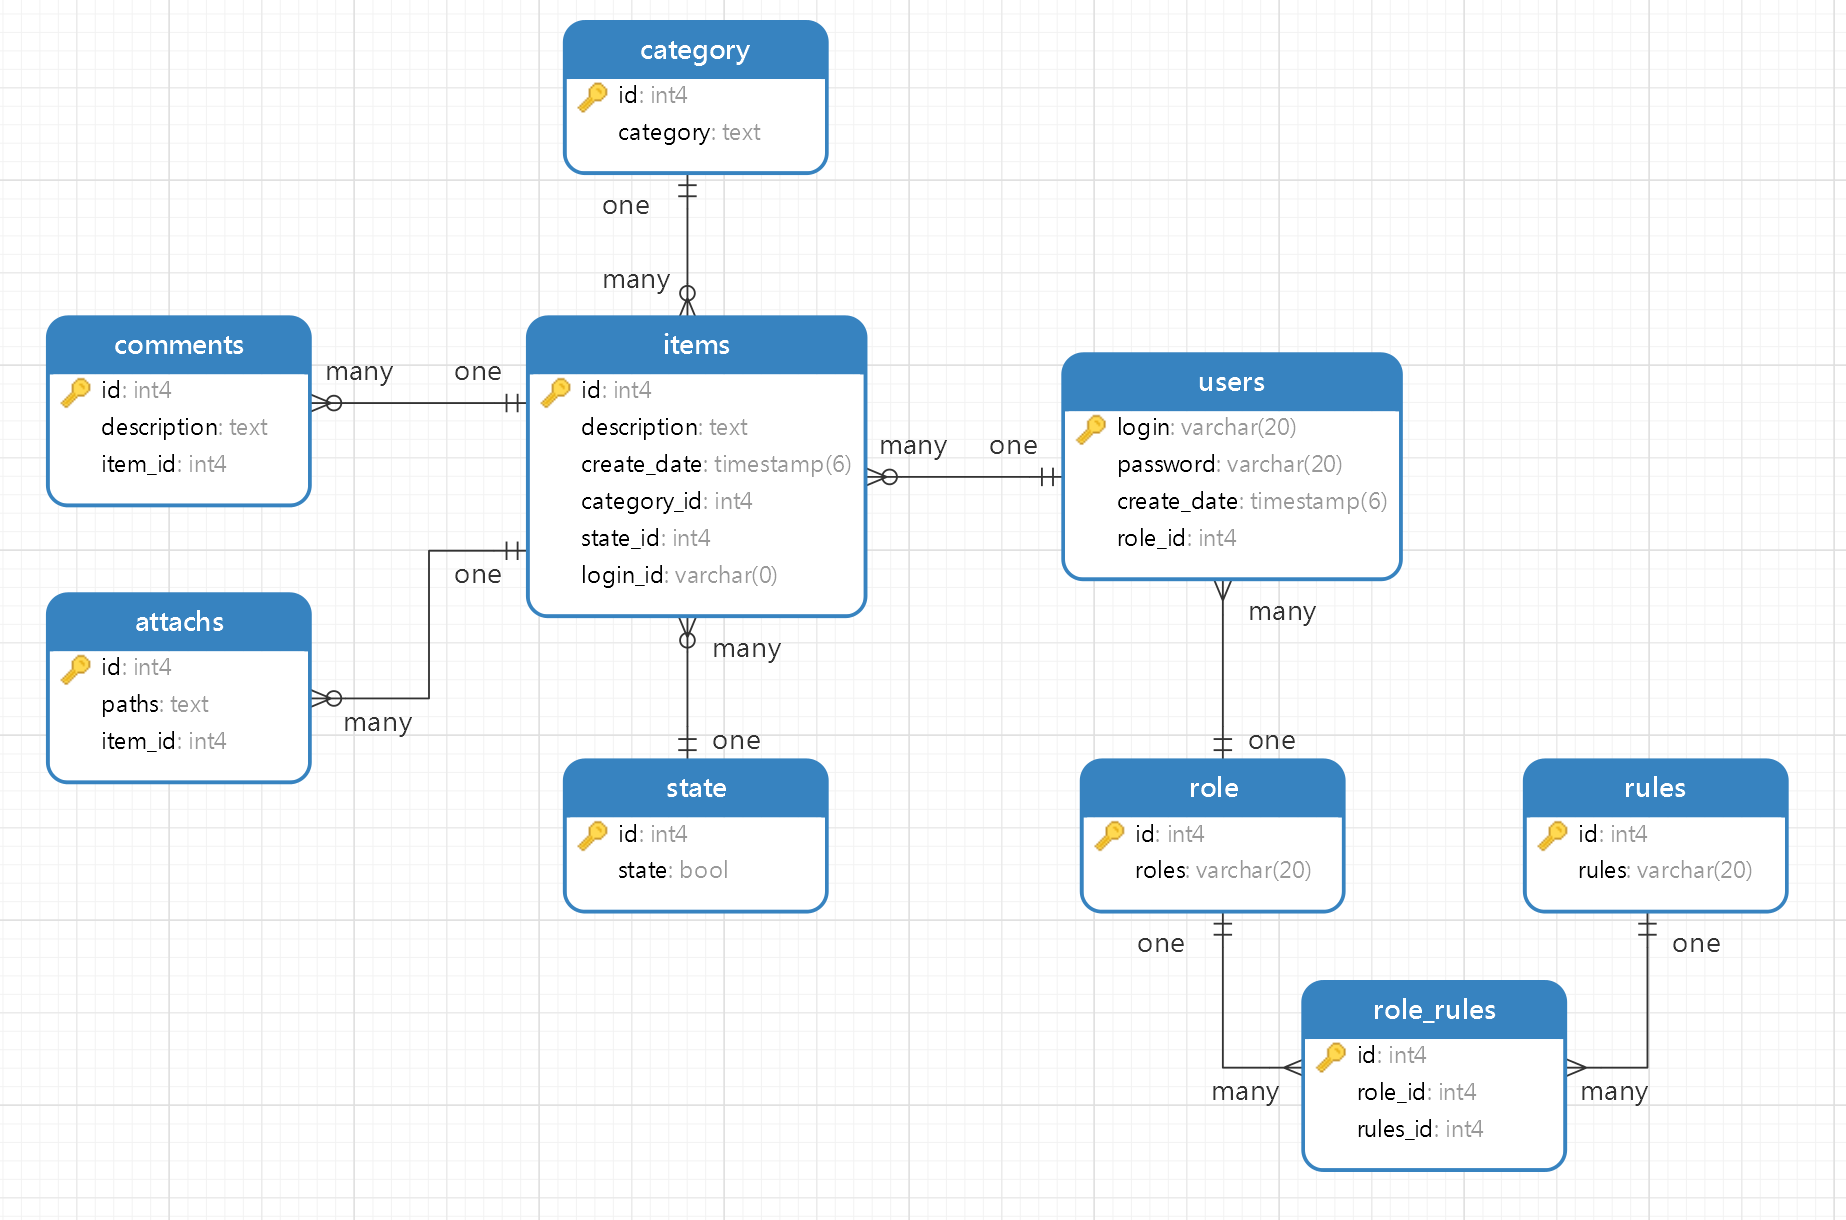 category
id: int4
category: text
one
many
comments
id: int4
description: text
item_id: int4
many
one
items
id: int4
description: text
create_date: timestamp(6)
category_id: int4
state_id: int4
login_id: varchar(0)
many
one
users
login: varchar(20)
password: varchar(20)
create_date: timestamp(6)
role_id: int4
one
many
attachs
id: int4
paths: text
item_id: int4
many
one
state
id: int4
state: bool
many
one
role
id: int4
roles: varchar(20)
rules
id: int4
rules: varchar(20)
one
many
one
many
role_rules
id: int4
role_id: int4
rules_id: int4